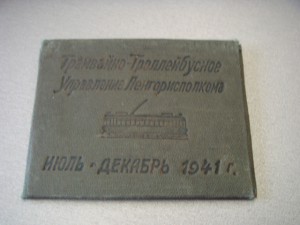 Трамвайно-Троллейбусное
Управление Ленгорисполкома
ИЮЛЬ - ДЕКАБРЬ 1941 г.